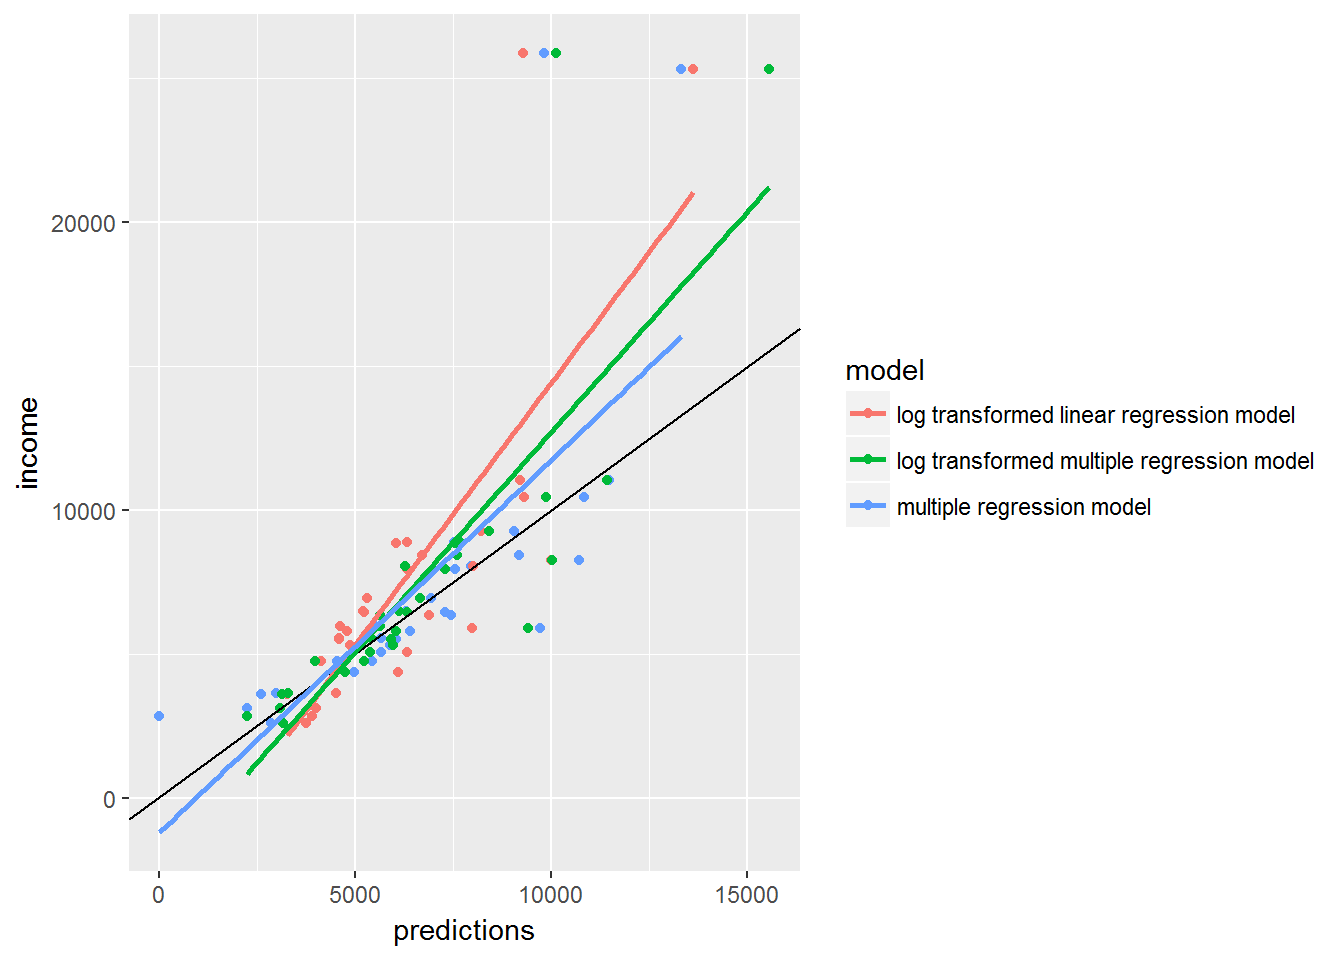 20000
10000
0
income
0
5000
10000
15000
predictions
model
log transformed linear regression model
log transformed multiple regression model
multiple regression model